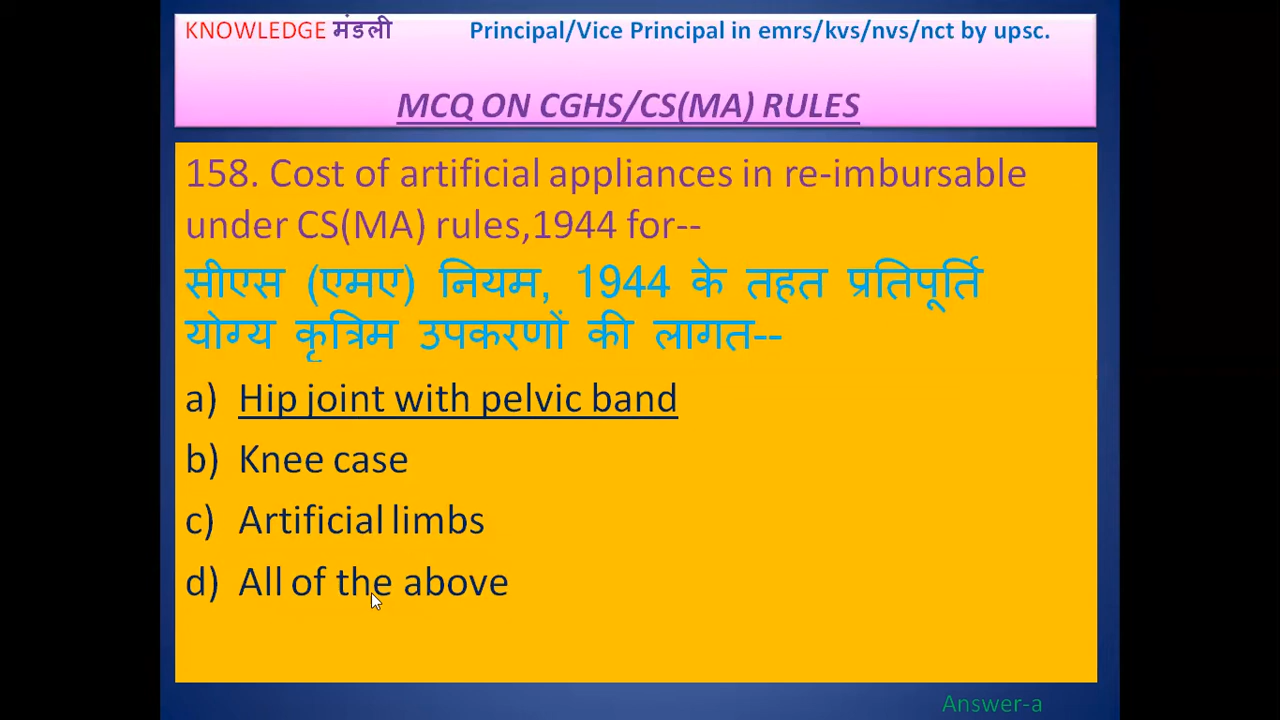 KNOWLEDGE मंडली Principal/Vice Principal in emrs/kvs/nvs/nct by upsc.
MCQ ON CGHS/CS(MA) RULES
158. Cost of artificial appliances in re-imbursable
under CS(MA) rules,1944 for--
सीएस (एमए) नियम, 1944 के तहत प्रतिपूर्ति
योग्य कृत्रिम उपकरणों की लागत--
a) Hip joint with pelvic band
b) Knee case
c) Artificial limbs
d) All of the above
Answer-a